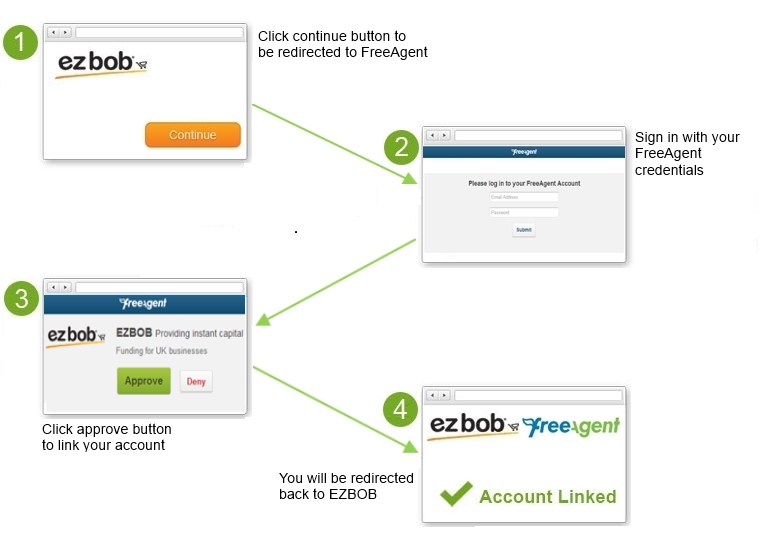 1
ezbob
Continue
Click continue button to
be redirected to FreeAgent
2
freeAgent
Please log in to your FreeAgent Account
Email Address
Password
Submit
Sign in with your
FreeAgent
credentials
.
3
freeAgent
ezbob
EZBOB Providing instant capital
Funding for UK businesses
Approve Deny
Click approve button
to link your account
4
ezbob freeAgent
Account Linked
You will be redirected
back to EZBOB